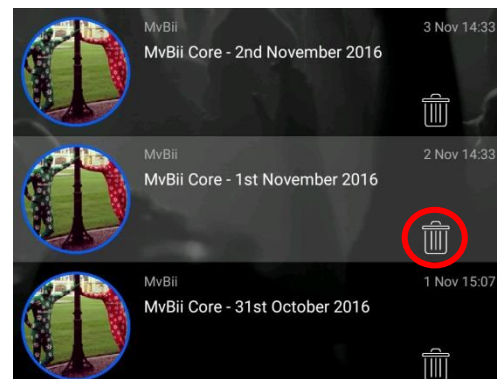 MvBii 3 Nov 14:33
MvBii Core - 2nd November 2016
MvBii 2 Nov 14:33
MvBii Core - 1st November 2016
MvBii 1 Nov 15:07
MvBii Core - 31st October 2016